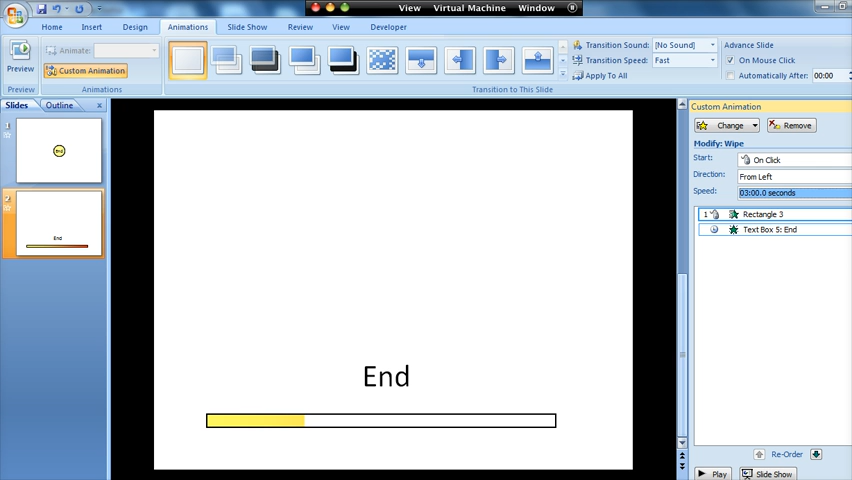 View Virtual Machine Window
Home Insert Design Animations Slide Show Review View Developer
Preview
Animate:
Custom Animation
Transition Sound: [No Sound]
Transition Speed: Fast
Apply To All
Advance Slide
On Mouse Click
Automatically After: 00:00
Preview Animations Transition to This Slide
Slides Outline
1
End
2
End
End
Custom Animation
Change Remove
Modify: Wipe
Start: On Click
Direction: From Left
Speed: 03:00.0 seconds
1 Rectangle 3
Text Box 5: End
Re-Order
Play Slide Show